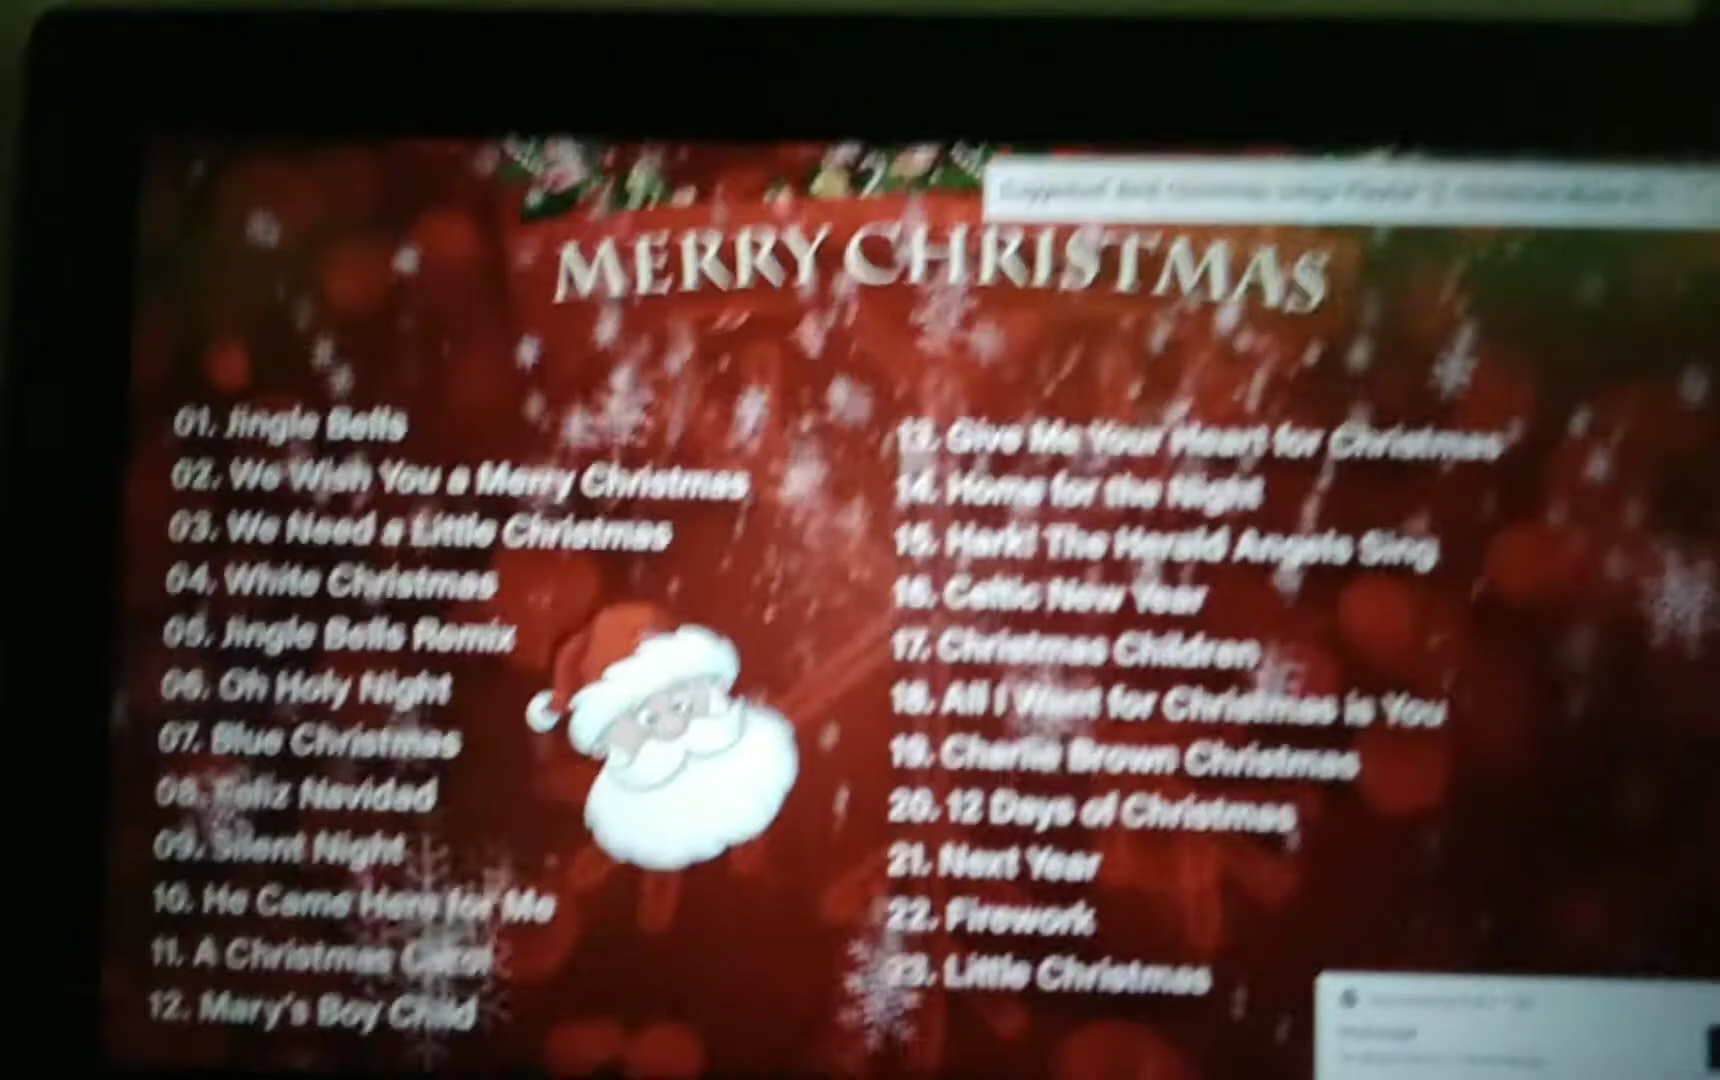 MERRY CHRISTMAS
01. Jingle Bells
02. We Wish You a Merry Christmas
03. We Need a Little Christmas
04. White Christmas
05. Jingle Bells Remix
06. Oh Holy Night
07. Blue Christmas
08. Feliz Navidad
09. Silent Night
10. He Came Here for Me
11. A Christmas Carol
12. Mary's Boy Child
13. Give Me Your Heart for Christmas
14. Home for the Night
15. Hark! The Herald Angels Sing
16. Celtic New Year
17. Christmas Children
18. All I Want for Christmas is You
19. Charlie Brown Christmas
20. 12 Days of Christmas
21. Next Year
22. Firework
23. Little Christmas